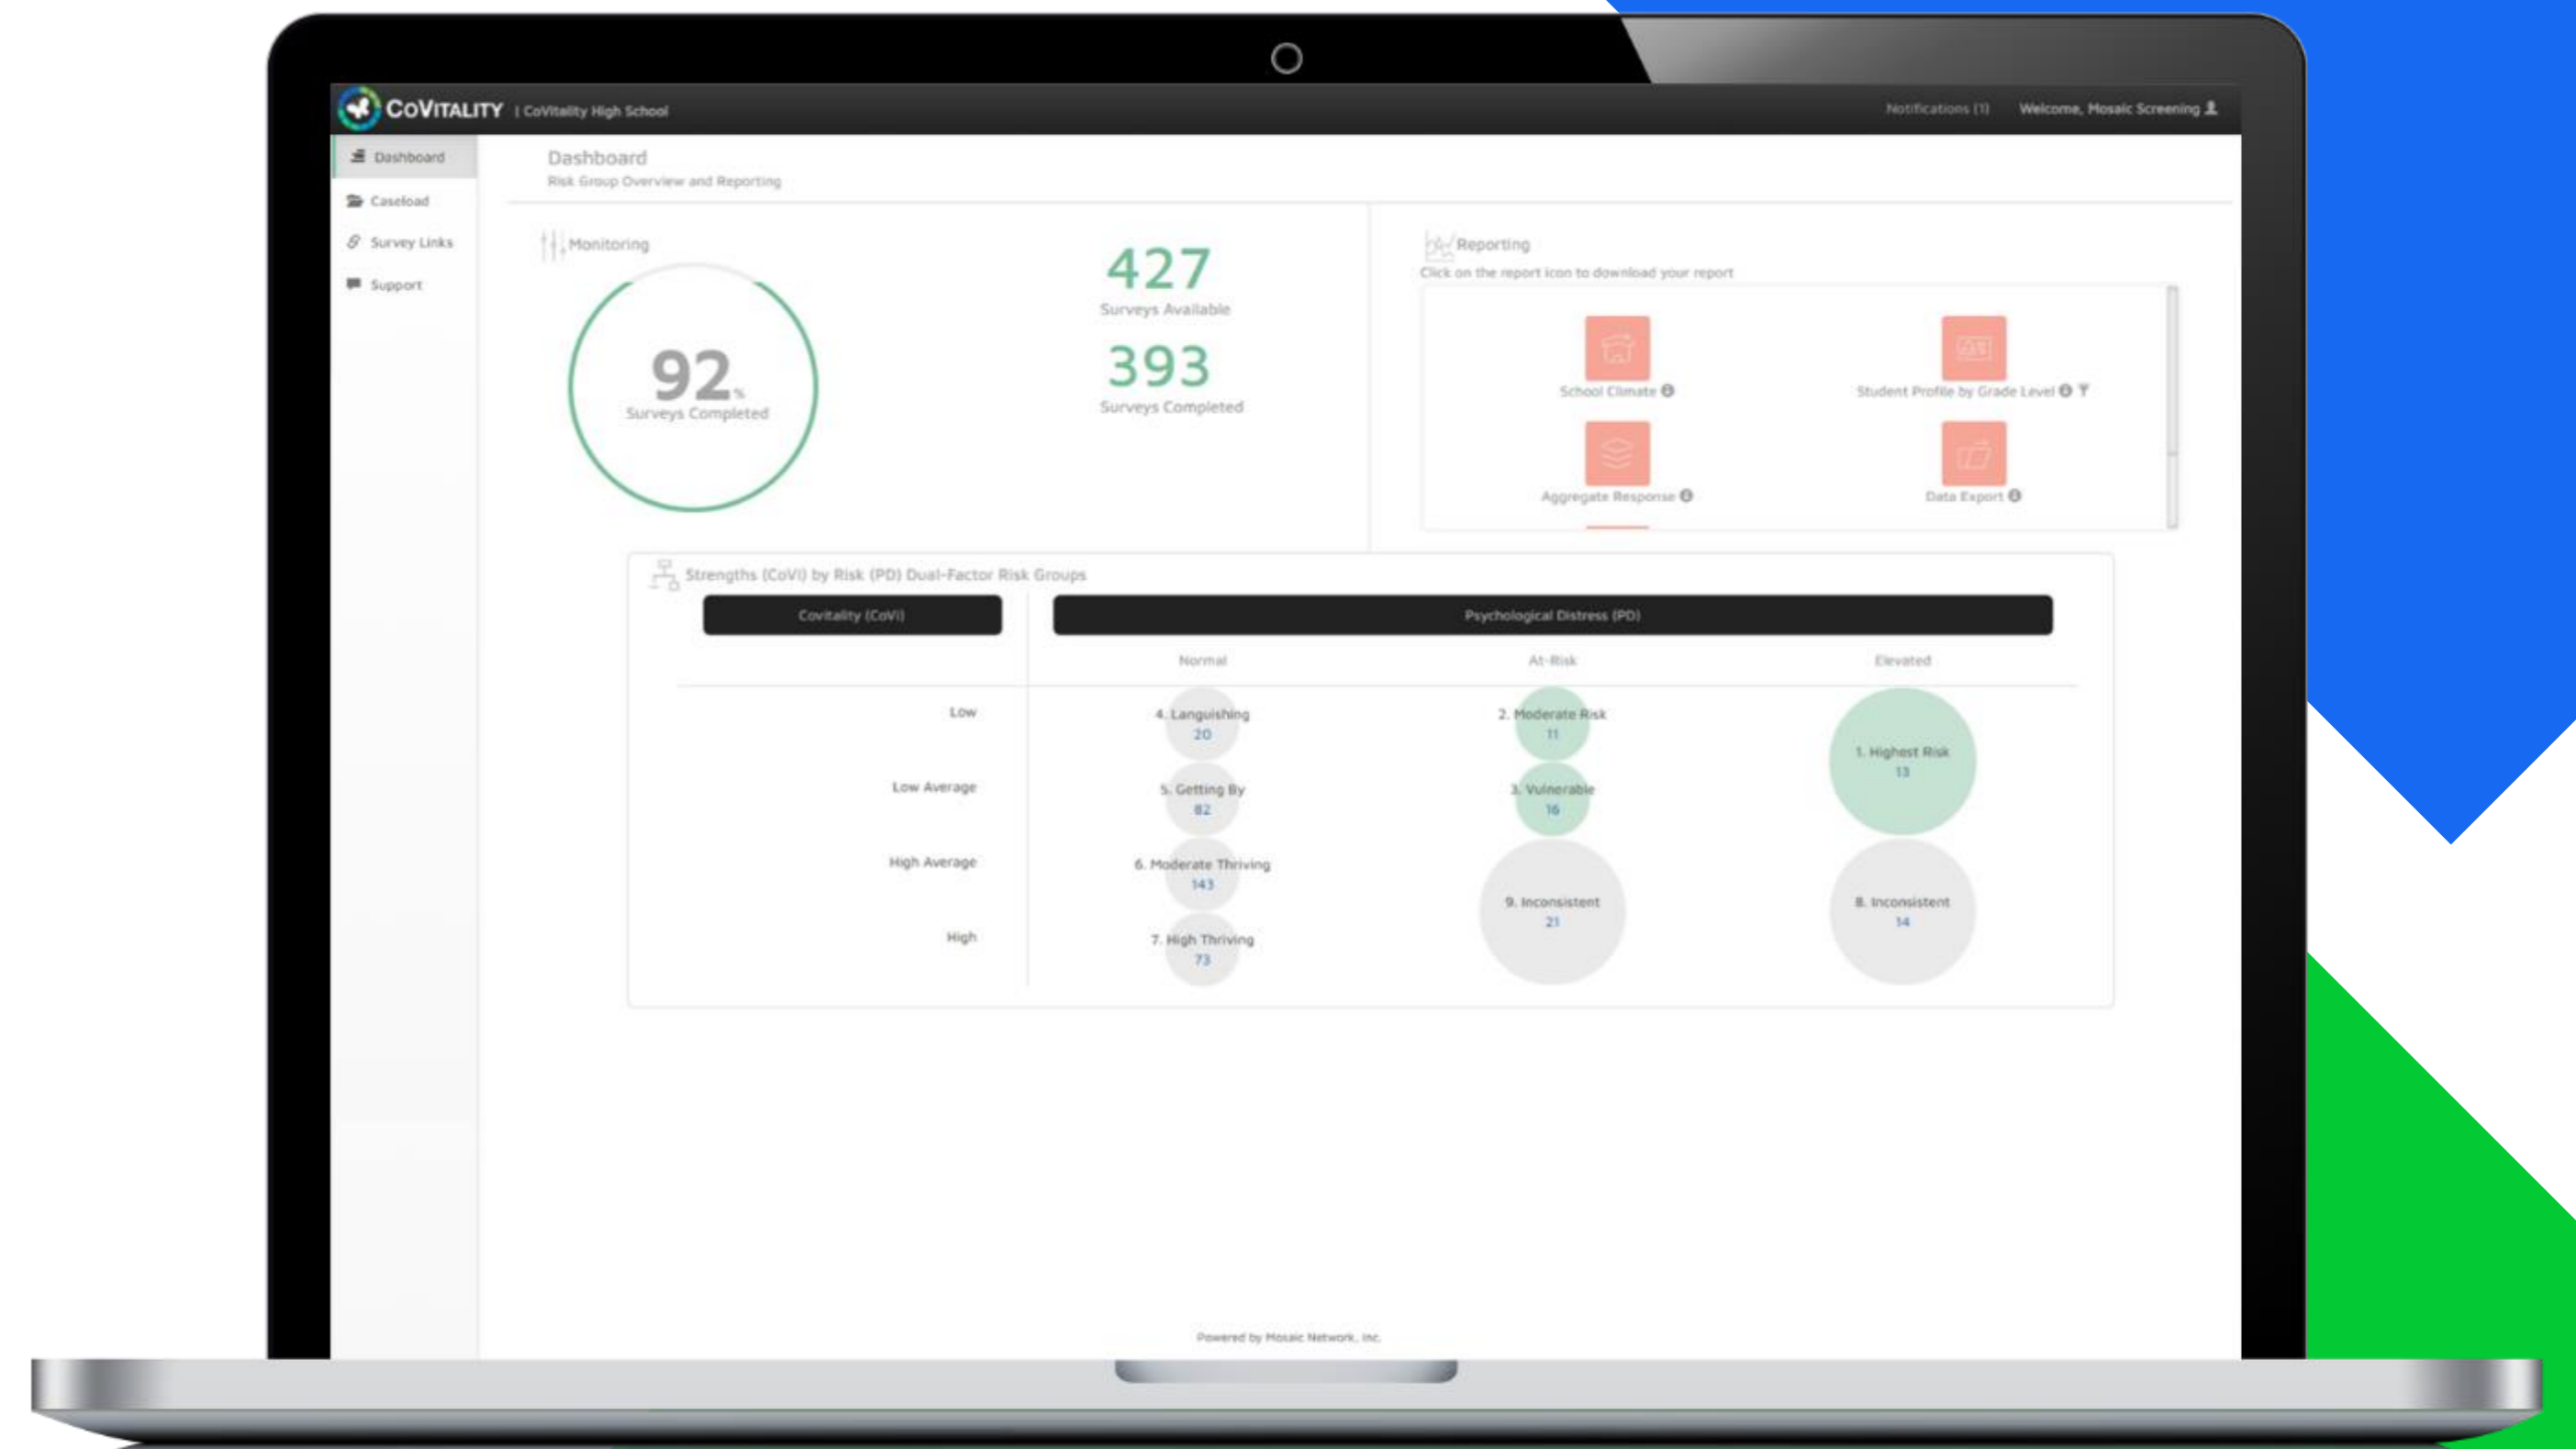 COVITALITY | CoVitality High School
Notifications (1) Welcome, Mosaic Screening
Dashboard
Caseload
Survey Links
Support
Dashboard
Risk Group Overview and Reporting
Monitoring
92%
Surveys Completed
427
Surveys Available
393
Surveys Completed
Reporting
Click on the report icon to download your report
School Climate
Student Profile by Grade Level
Aggregate Response
Data Export
Strengths (CoVi) by Risk (PD) Dual-Factor Risk Groups
Covitality (CoVi)
Psychological Distress (PD)
Normal At-Risk Elevated
Low
Low Average
High Average
High
4. Languishing
20
5. Getting By
82
6. Moderate Thriving
143
7. High Thriving
73
2. Moderate Risk
11
3. Vulnerable
16
9. Inconsistent
21
1. Highest Risk
13
8. Inconsistent
14
Powered by Mosaic Network, Inc.